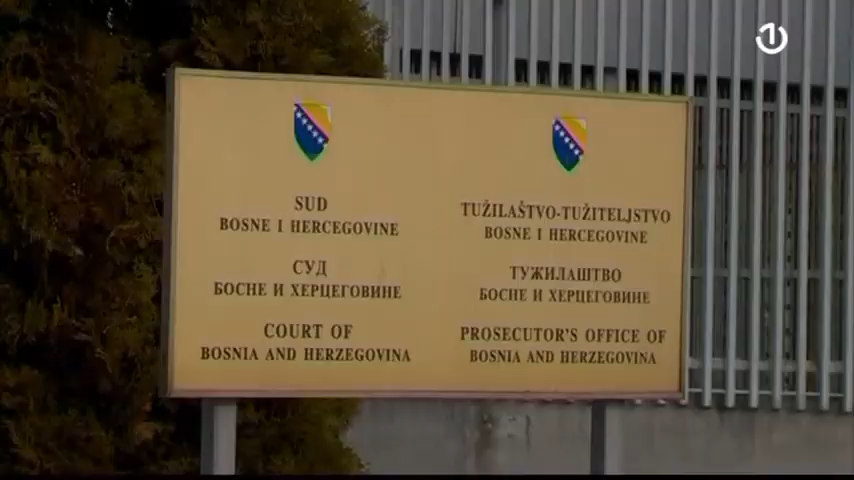 SUD
BOSNE I HERCEGOVINE
СУД
БОСНЕ И ХЕРЦЕГОВИНЕ
COURT OF
BOSNIA AND HERZEGOVINA
TUŽILAŠTVO-TUŽITELJSTVO
BOSNE I HERCEGOVINE
ТУЖИЛАШТВО
БОСНЕ И ХЕРЦЕГОВИНЕ
PROSECUTOR'S OFFICE OF
BOSNIA AND HERZEGOVINA
1